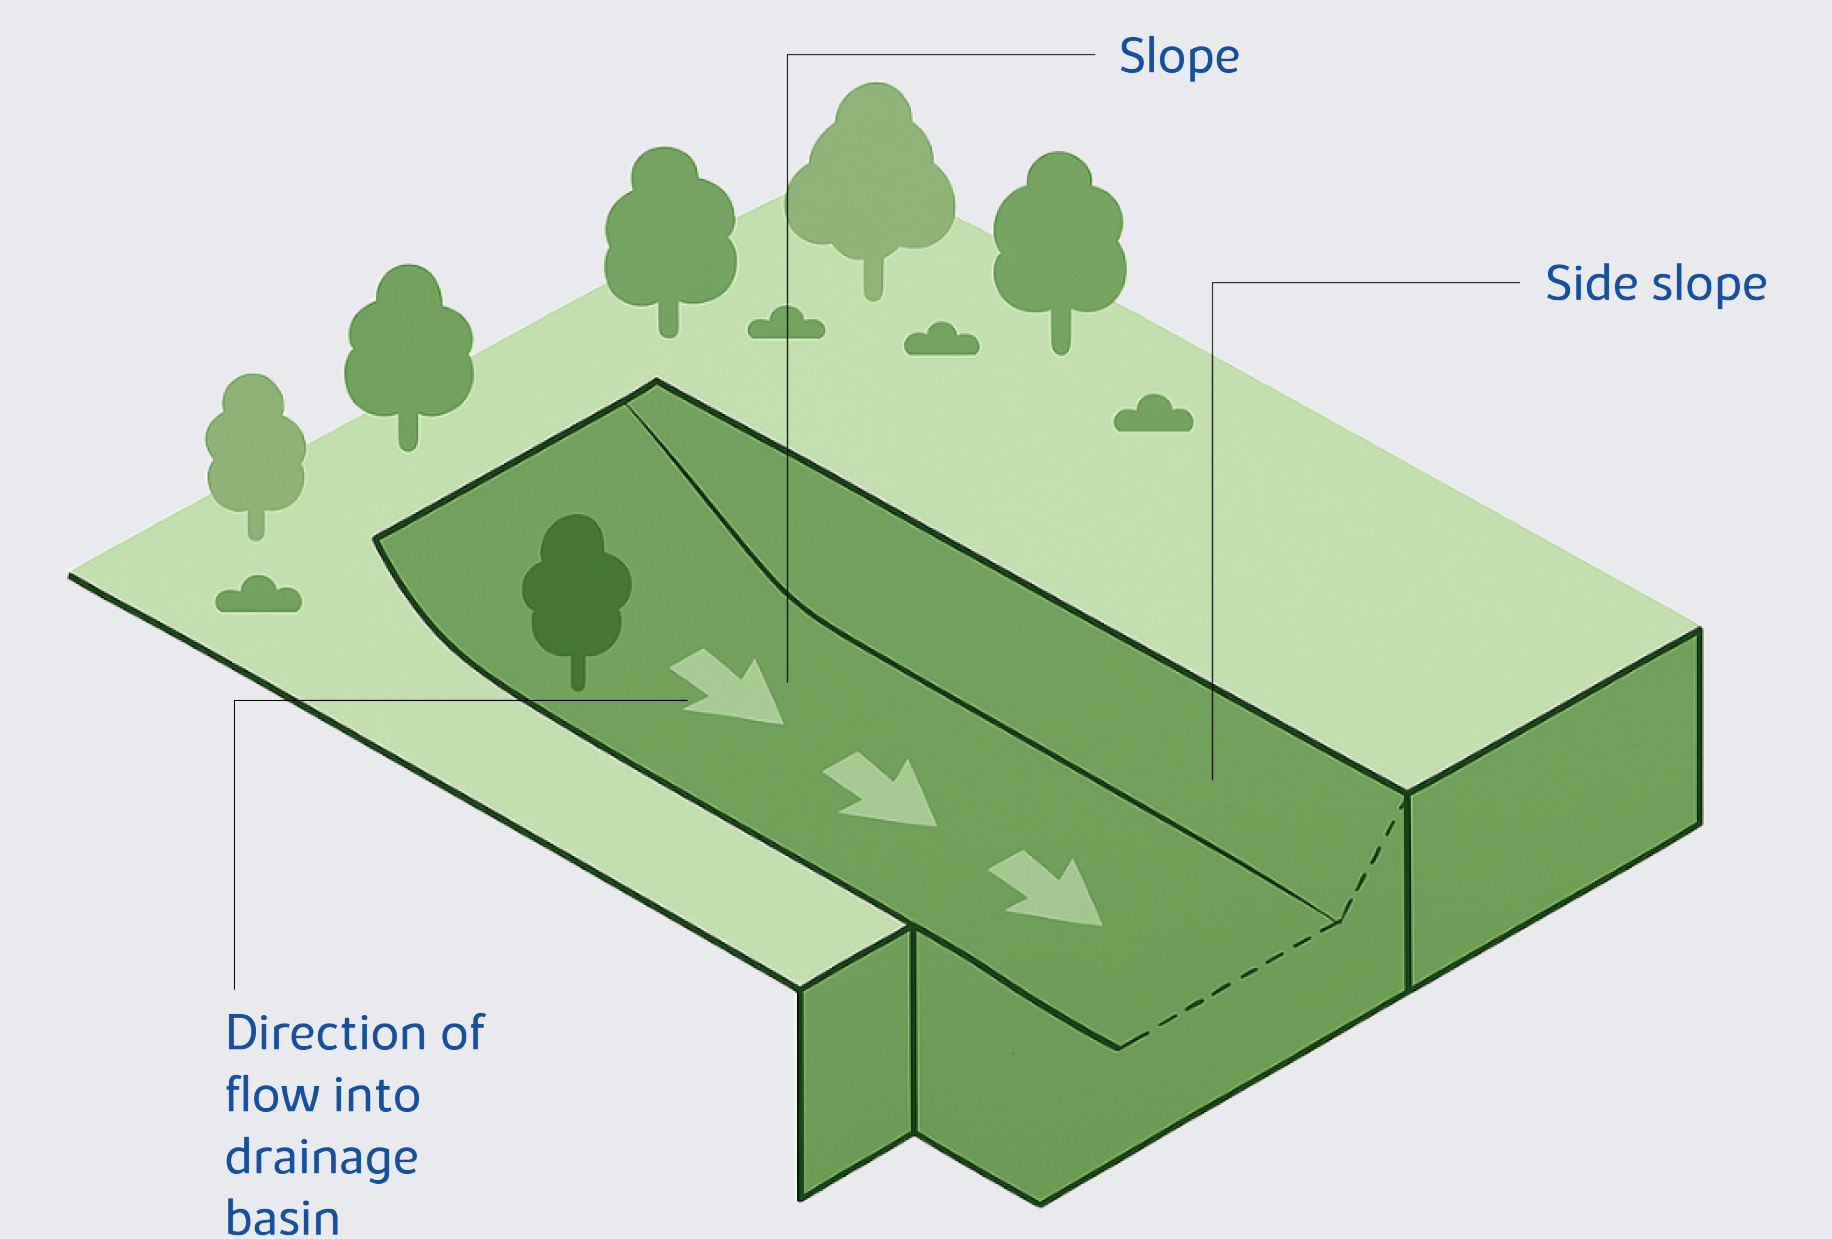 Slope
Side slope
Direction of
flow into
drainage
basin